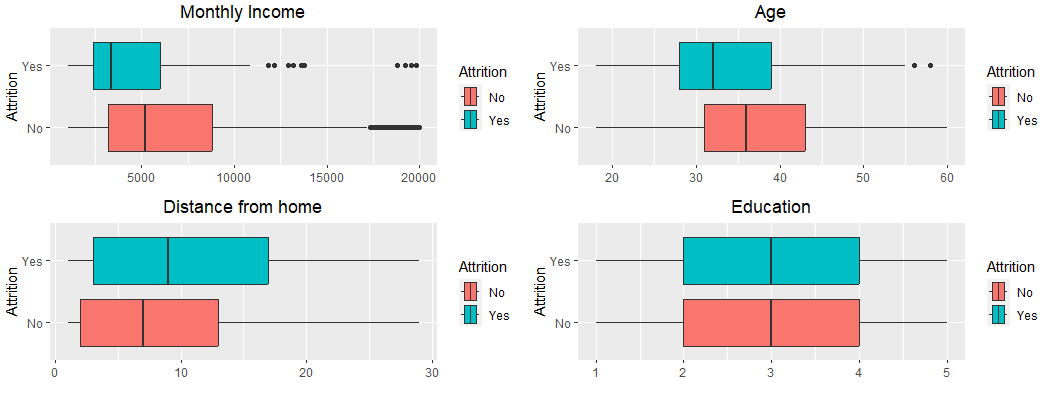 Monthly Income
Attrition
Yes
No
5000 10000 15000 20000
Attrition
No
Yes
Age
Attrition
Yes
No
20 30 40 50 60
Attrition
No
Yes
Distance from home
Attrition
Yes
No
0 10 20 30
Attrition
No
Yes
Education
Attrition
Yes
No
1 2 3 4 5
Attrition
No
Yes